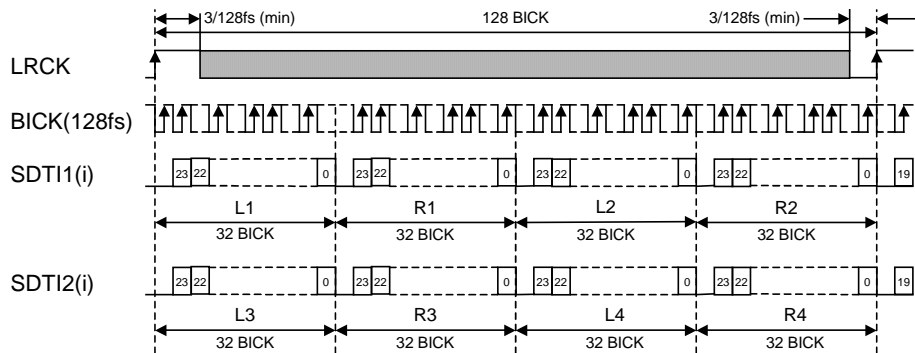 3/128fs (min) 128 BICK 3/128fs (min)
LRCK
BICK(128fs)
SDTI1(i) 23 22 0 23 22 0 23 22 0 23 22 0 19
L1 R1 L2 R2
32 BICK 32 BICK 32 BICK 32 BICK
SDTI2(i) 23 22 0 23 22 0 23 22 0 23 22 0 19
L3 R3 L4 R4
32 BICK 32 BICK 32 BICK 32 BICK